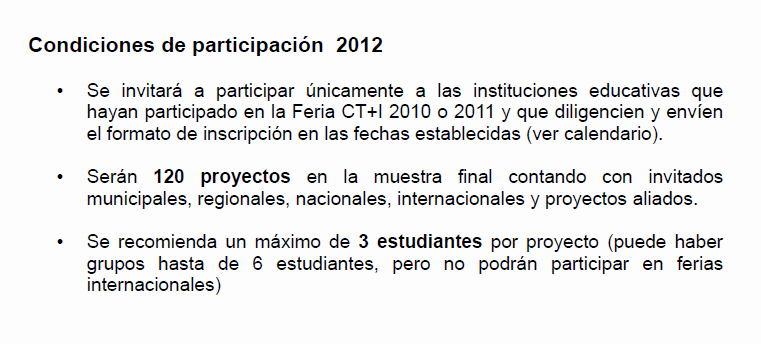 Condiciones de participación 2012
• Se invitará a participar únicamente a las instituciones educativas que
hayan participado en la Feria CT+I 2010 o 2011 y que diligencien y envíen
el formato de inscripción en las fechas establecidas (ver calendario).
• Serán 120 proyectos en la muestra final contando con invitados
municipales, regionales, nacionales, internacionales y proyectos aliados.
• Se recomienda un máximo de 3 estudiantes por proyecto (puede haber
grupos hasta de 6 estudiantes, pero no podrán participar en ferias
internacionales)